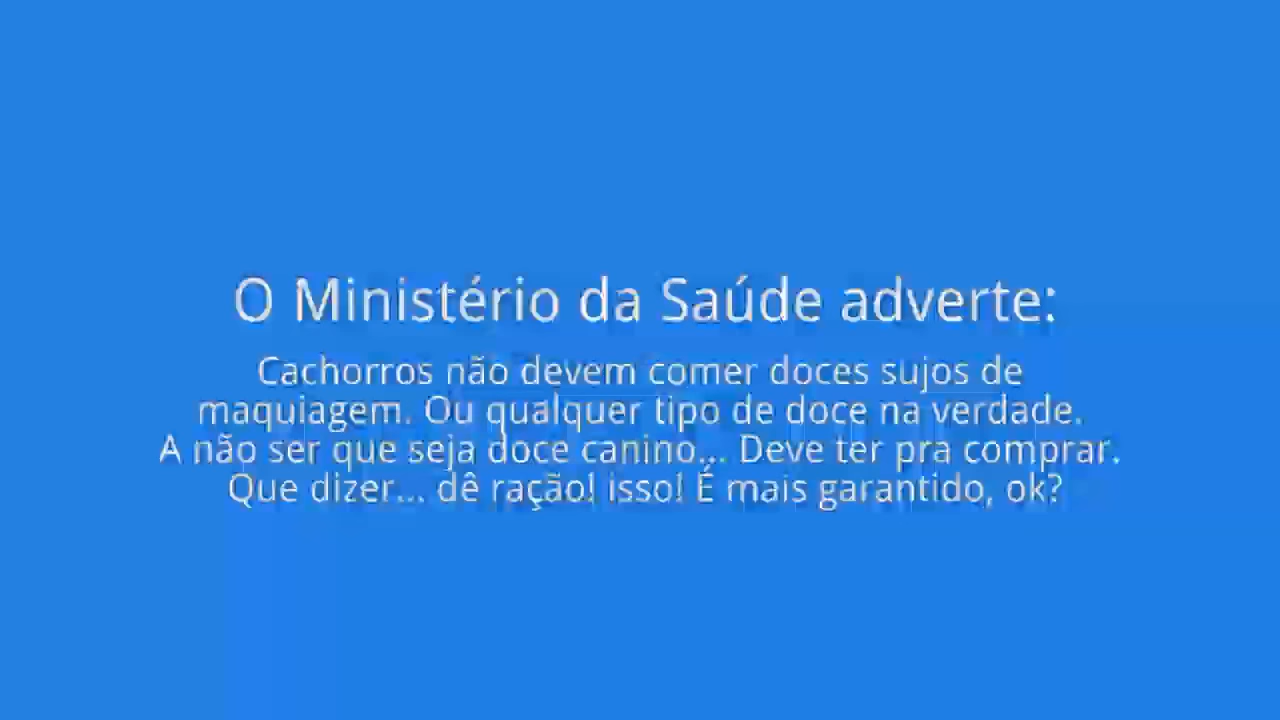 O Ministério da Saúde adverte:
Cachorros não devem comer doces sujos de
maquiagem. Ou qualquer tipo de doce na verdade.
A não ser que seja doce canino... Deve ter pra comprar.
Que dizer... dê ração! isso! É mais garantido, ok?